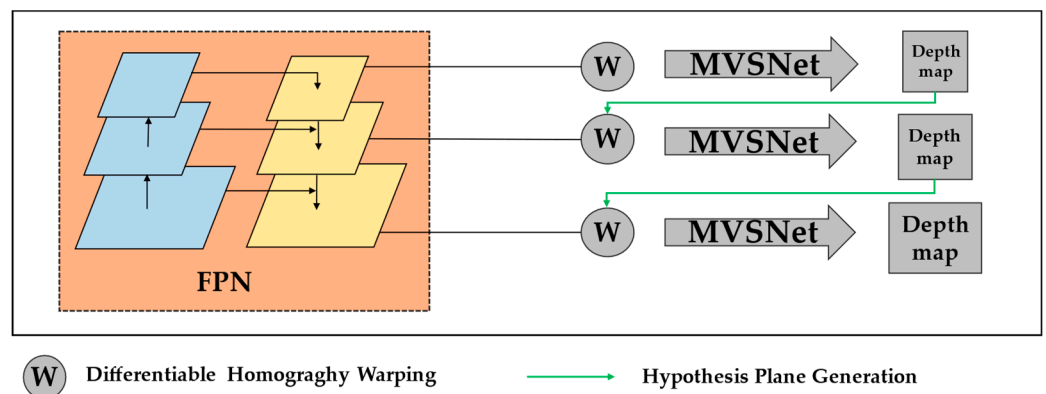 W
MVSNet
Depth
map
W
MVSNet
Depth
map
W
MVSNet
Depth
map
FPN
W
Differentiable Homograghy Warping
Hypothesis Plane Generation